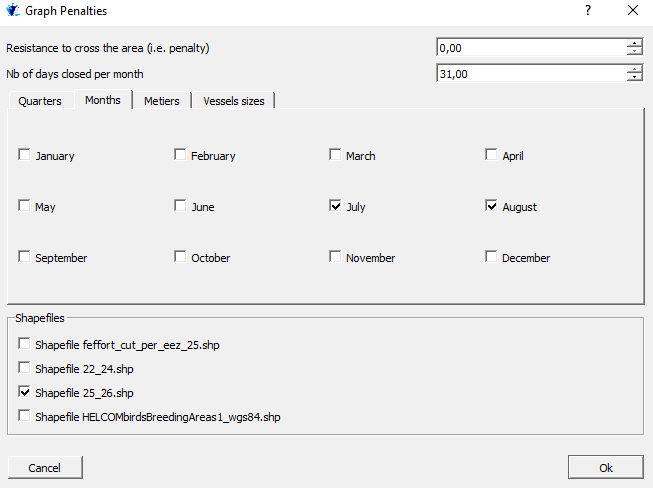 Graph Penalties
?
Resistance to cross the area (i.e. penalty) 0,00
Nb of days closed per month 31,00
Quarters Months Metiers Vessels sizes
January February March April
May June July August
September October November December
Shapefiles
Shapefile feffort_cut_per_eez_25.shp
Shapefile 22_24.shp
Shapefile 25_26.shp
Shapefile HELCOMbirdsBreedingAreas1_wgs84.shp
Cancel Ok